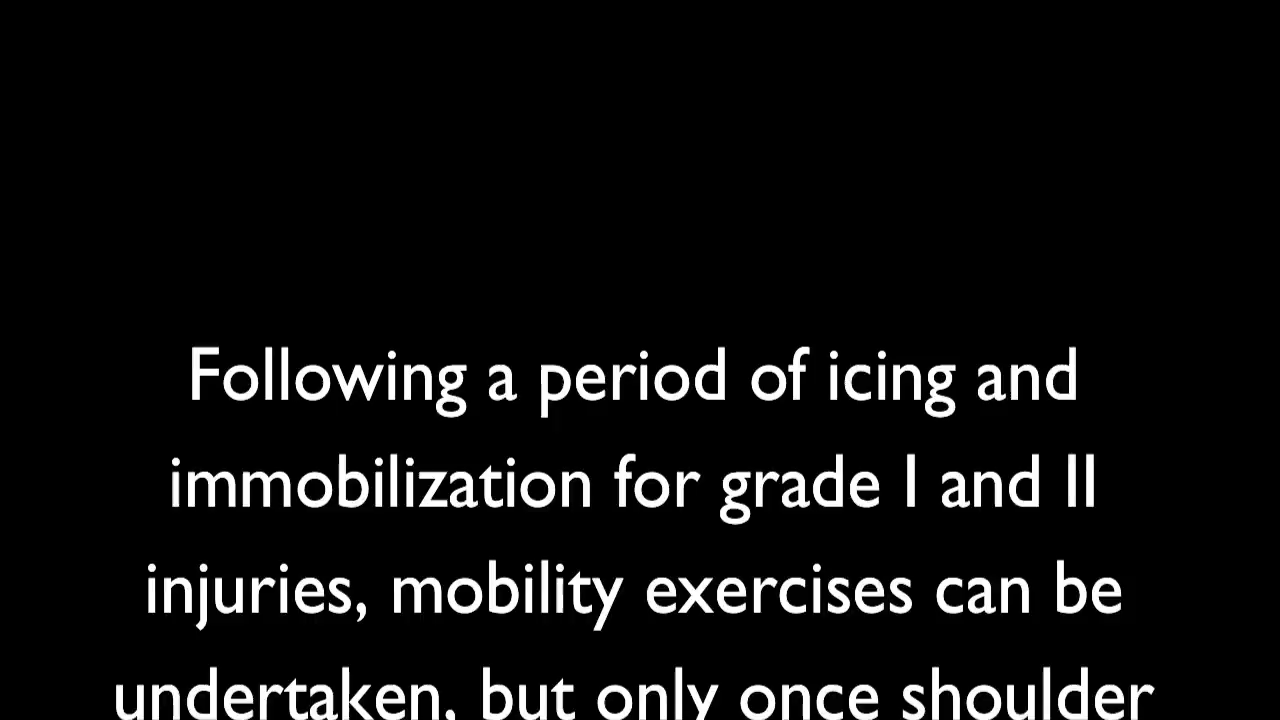 Following a period of icing and
immobilization for grade I and II
injuries, mobility exercises can be
undertaken, but only once shoulder